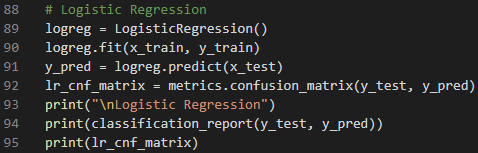 88 # Logistic Regression
89 logreg = LogisticRegression()
90 logreg.fit(x_train, y_train)
91 y_pred = logreg.predict(x_test)
92 lr_cnf_matrix = metrics.confusion_matrix(y_test, y_pred)
93 print("\nLogistic Regression")
94 print(classification_report(y_test, y_pred))
95 print(lr_cnf_matrix)